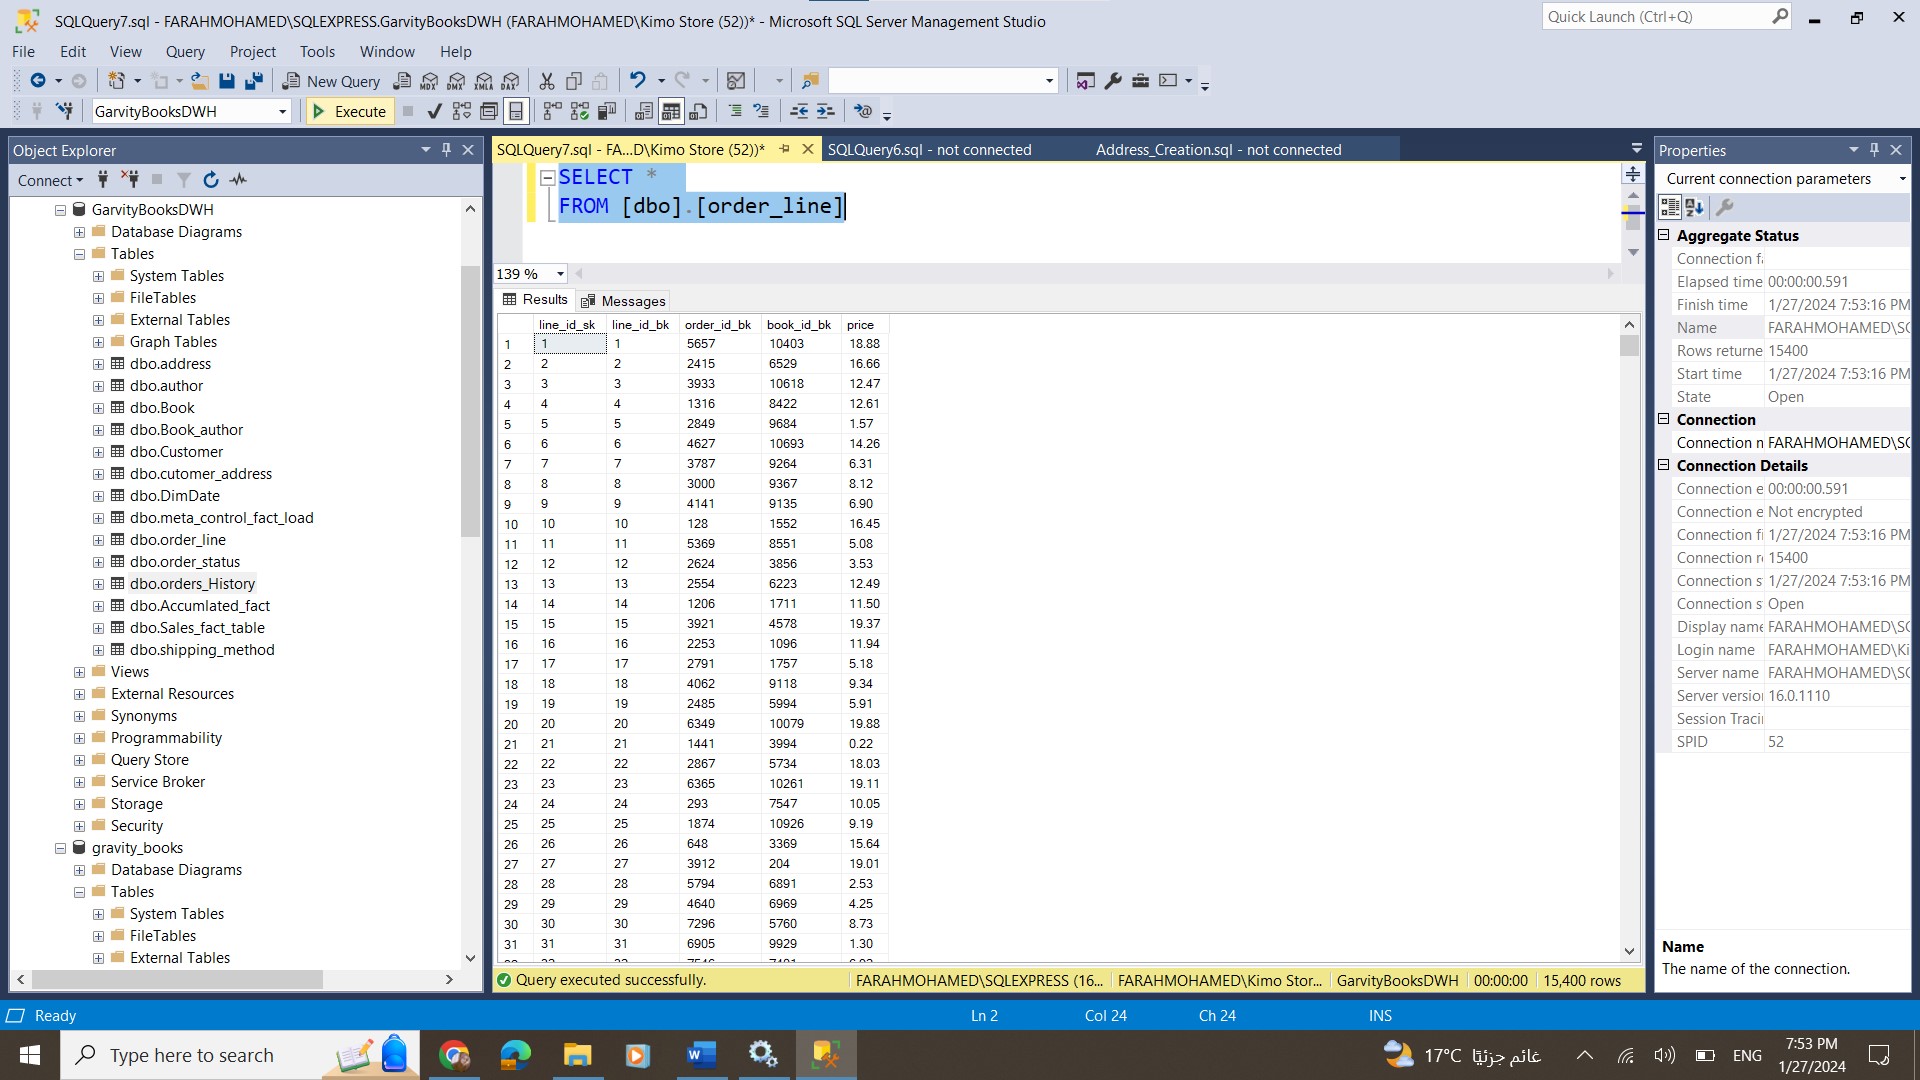 SQLQuery7.sql - FARAHMOHAMED\SQLEXPRESS.GarvityBooksDWH (FARAHMOHAMED\Kimo Store (52))* - Microsoft SQL Server Management Studio
Quick Launch (Ctrl+Q)
File Edit View Query Project Tools Window Help
New Query MDX DMX XMLA DAX
GarvityBooksDWH Execute
Object Explorer
Connect
GarvityBooksDWH
Database Diagrams
Tables
System Tables
FileTables
External Tables
Graph Tables
dbo.address
dbo.author
dbo.Book
dbo.Book_author
dbo.Customer
dbo.cutomer_address
dbo.DimDate
dbo.meta_control_fact_load
dbo.order_line
dbo.order_status
dbo.orders_History
dbo.Accumlated_fact
dbo.Sales_fact_table
dbo.shipping_method
Views
External Resources
Synonyms
Programmability
Query Store
Service Broker
Storage
Security
gravity_books
Database Diagrams
Tables
System Tables
FileTables
External Tables
SQLQuery7.sql - FA...D\Kimo Store (52))* SQLQuery6.sql - not connected Address_Creation.sql - not connected
SELECT *
FROM [dbo].[order_line]
139 %
Results Messages
line_id_sk line_id_bk order_id_bk book_id_bk price
1 1 1 5657 10403 18.88
2 2 2 2415 6529 16.66
3 3 3 3933 10618 12.47
4 4 4 1316 8422 12.61
5 5 5 2849 9684 1.57
6 6 6 4627 10693 14.26
7 7 7 3787 9264 6.31
8 8 8 3000 9367 8.12
9 9 9 4141 9135 6.90
10 10 10 128 1552 16.45
11 11 11 5369 8551 5.08
12 12 12 2624 3856 3.53
13 13 13 2554 6223 12.49
14 14 14 1206 1711 11.50
15 15 15 3921 4578 19.37
16 16 16 2253 1096 11.94
17 17 17 2791 1757 5.18
18 18 18 4062 9118 9.34
19 19 19 2485 5994 5.91
20 20 20 6349 10079 19.88
21 21 21 1441 3994 0.22
22 22 22 2867 5734 18.03
23 23 23 6365 10261 19.11
24 24 24 293 7547 10.05
25 25 25 1874 10926 9.19
26 26 26 648 3369 15.64
27 27 27 3912 204 19.01
28 28 28 5794 6891 2.53
29 29 29 4640 6969 4.25
30 30 30 7296 5760 8.73
31 31 31 6905 9929 1.30
Query executed successfully. FARAHMOHAMED\SQLEXPRESS (16... FARAHMOHAMED\Kimo Stor... GarvityBooksDWH 00:00:00 15,400 rows
Properties
Current connection parameters
Aggregate Status
Connection f
Elapsed time 00:00:00.591
Finish time 1/27/2024 7:53:16 PM
Name FARAHMOHAMED\SQ
Rows returne 15400
Start time 1/27/2024 7:53:16 PM
State Open
Connection
Connection n FARAHMOHAMED\SQ
Connection Details
Connection e 00:00:00.591
Connection e Not encrypted
Connection fi 1/27/2024 7:53:16 PM
Connection r 15400
Connection s 1/27/2024 7:53:16 PM
Connection s Open
Display name FARAHMOHAMED\SQ
Login name FARAHMOHAMED\Ki
Server name FARAHMOHAMED\SQ
Server version 16.0.1110
Session Traci
SPID 52
Name
The name of the connection.
Ready Ln 2 Col 24 Ch 24 INS
Type here to search
17°C غائم جزئيًا
ENG
7:53 PM
1/27/2024